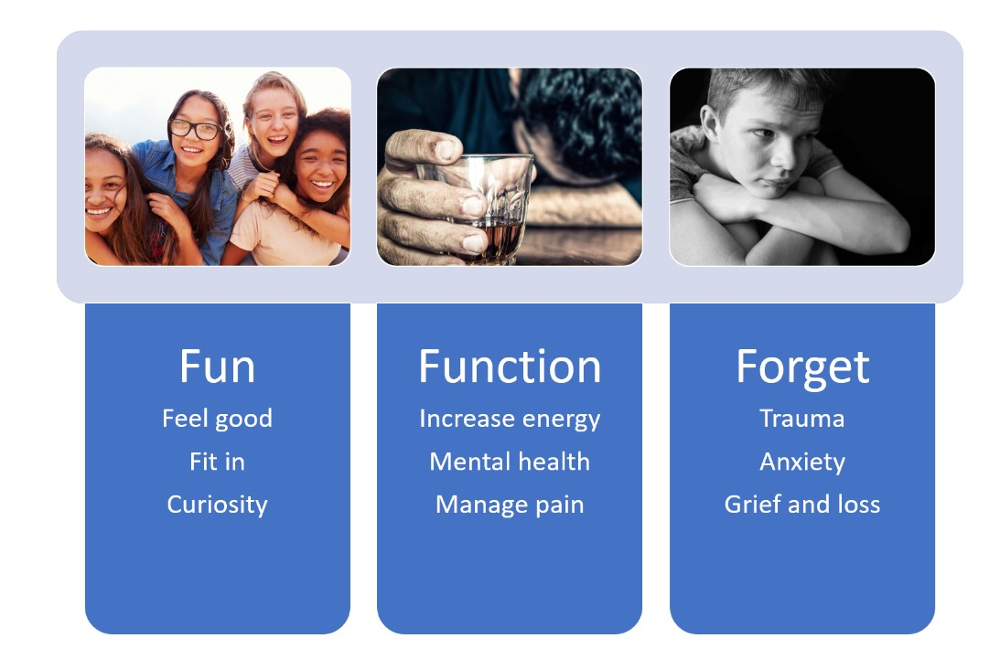 Fun
Feel good
Fit in
Curiosity
Function
Increase energy
Mental health
Manage pain
Forget
Trauma
Anxiety
Grief and loss